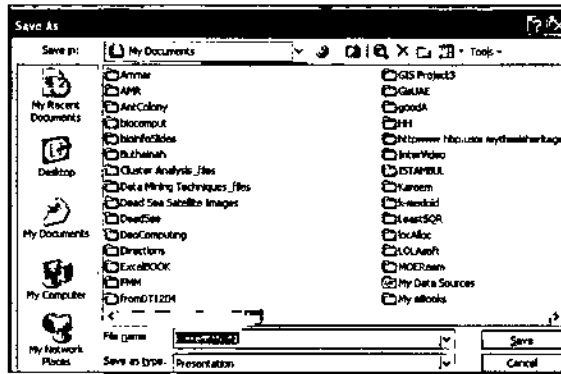 Save As
Save in: My Documents Tools
My Recent Documents
Desktop
My Documents
My Computer
My Network Places
Ammar
AMR
AntColony
biocomput
bioinfoSlides
Buthainah
Cluster Analysis_files
Data Mining Techniques_files
Dead Sea Satellite Images
DeadSea
DeoComputing
Directions
ExcelBOOK
FMM
fromDT1204
GIS Project3
GisUAE
goodA
HH
InterVideo
ISTAMBUL
Kareem
k-medoid
LeastSQR
locAlloc
LOLAsoft
MOEReam
My Data Sources
My eBooks
File name
Save
Save as type: Presentation
Cancel